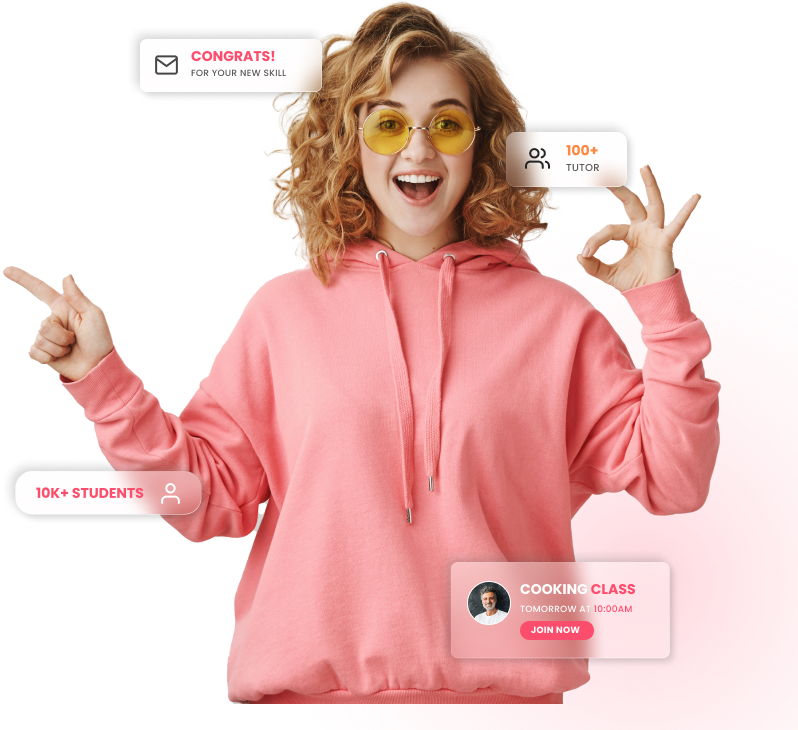 CONGRATS!
FOR YOUR NEW SKILL
100+
TUTOR
10K+ STUDENTS
COOKING CLASS
TOMORROW AT 10:00AM
JOIN NOW